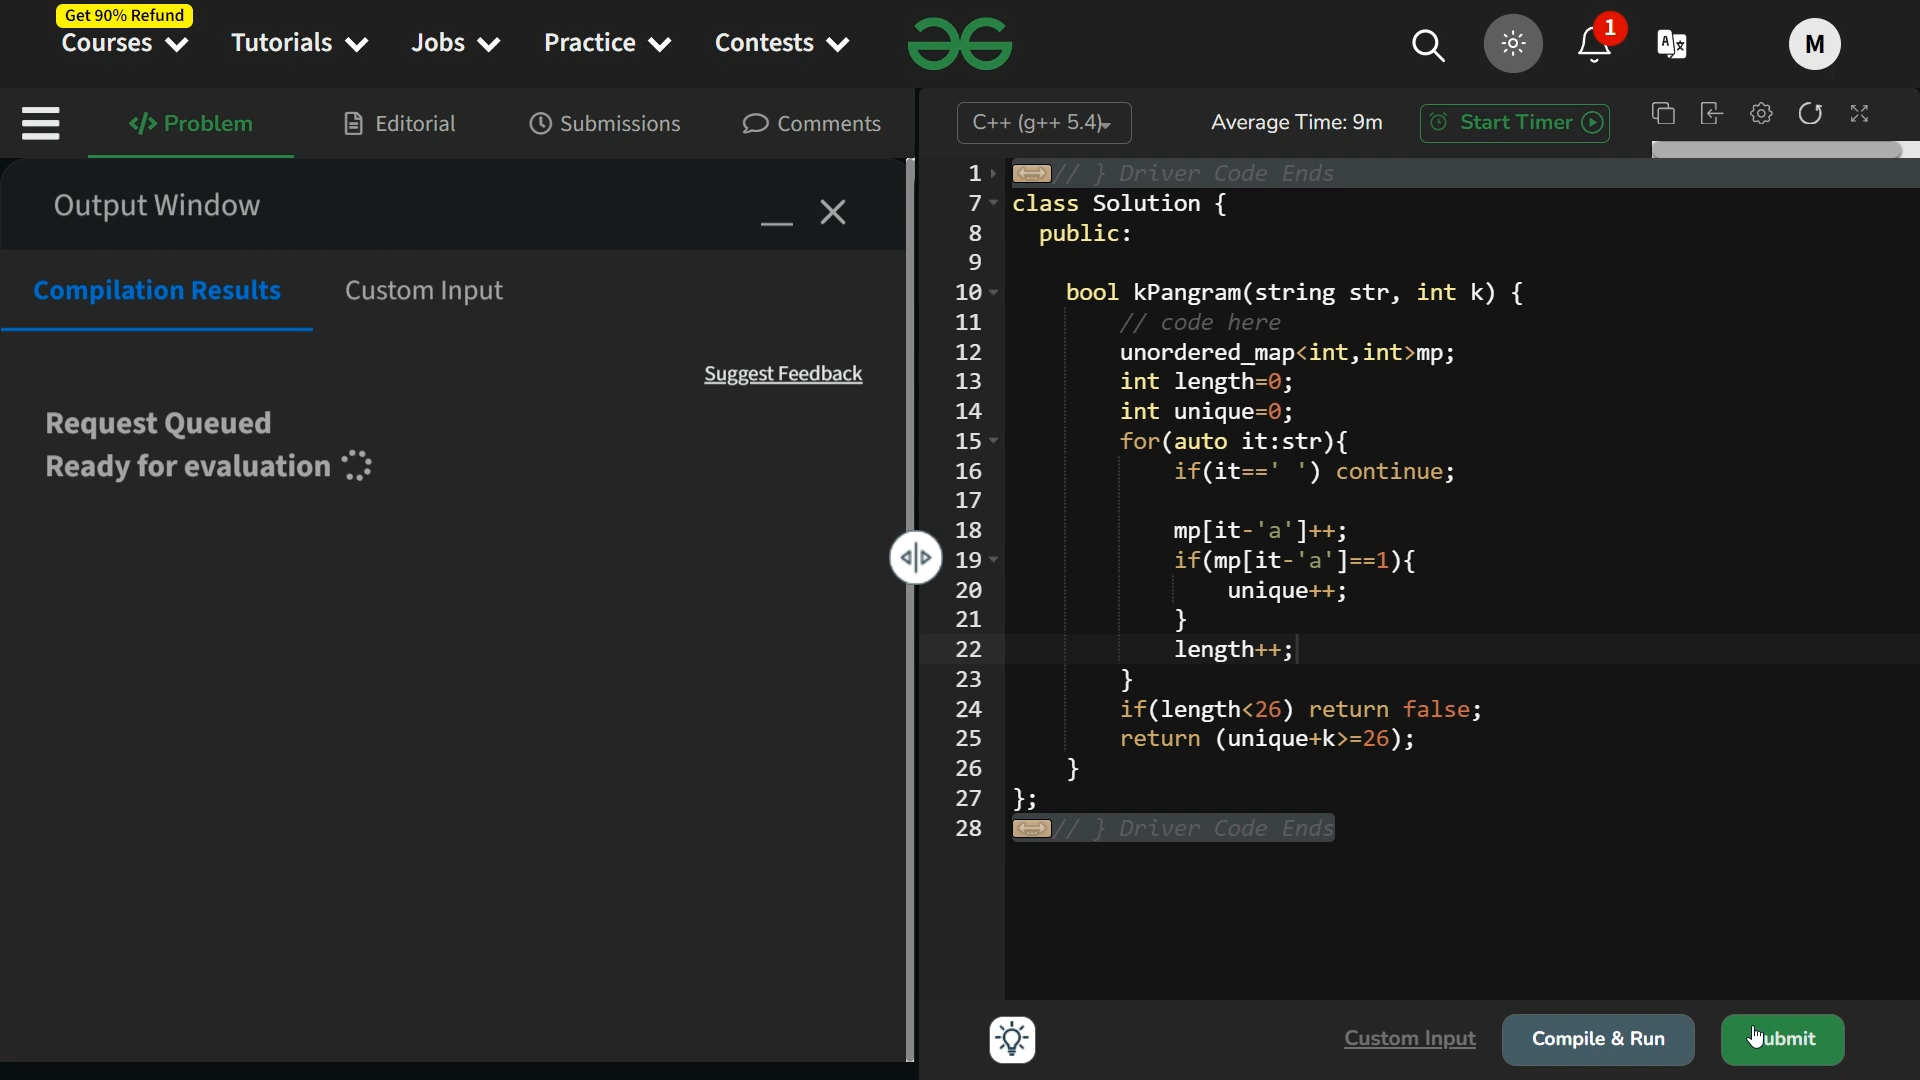 Get 90% Refund
Courses Tutorials Jobs Practice Contests
1
M
Problem Editorial Submissions Comments
C++ (g++ 5.4) Average Time: 9m Start Timer
Output Window
Compilation Results Custom Input
Suggest Feedback
Request Queued
Ready for evaluation
1 // } Driver Code Ends
7 class Solution {
8 public:
9
10 bool kPangram(string str, int k) {
11 // code here
12 unordered_map<int,int>mp;
13 int length=0;
14 int unique=0;
15 for(auto it:str){
16 if(it==' ') continue;
17
18 mp[it-'a']++;
19 if(mp[it-'a']==1){
20 unique++;
21 }
22 length++;
23 }
24 if(length<26) return false;
25 return (unique+k>=26);
26 }
27 };
28 // } Driver Code Ends
Custom Input Compile & Run ubmit